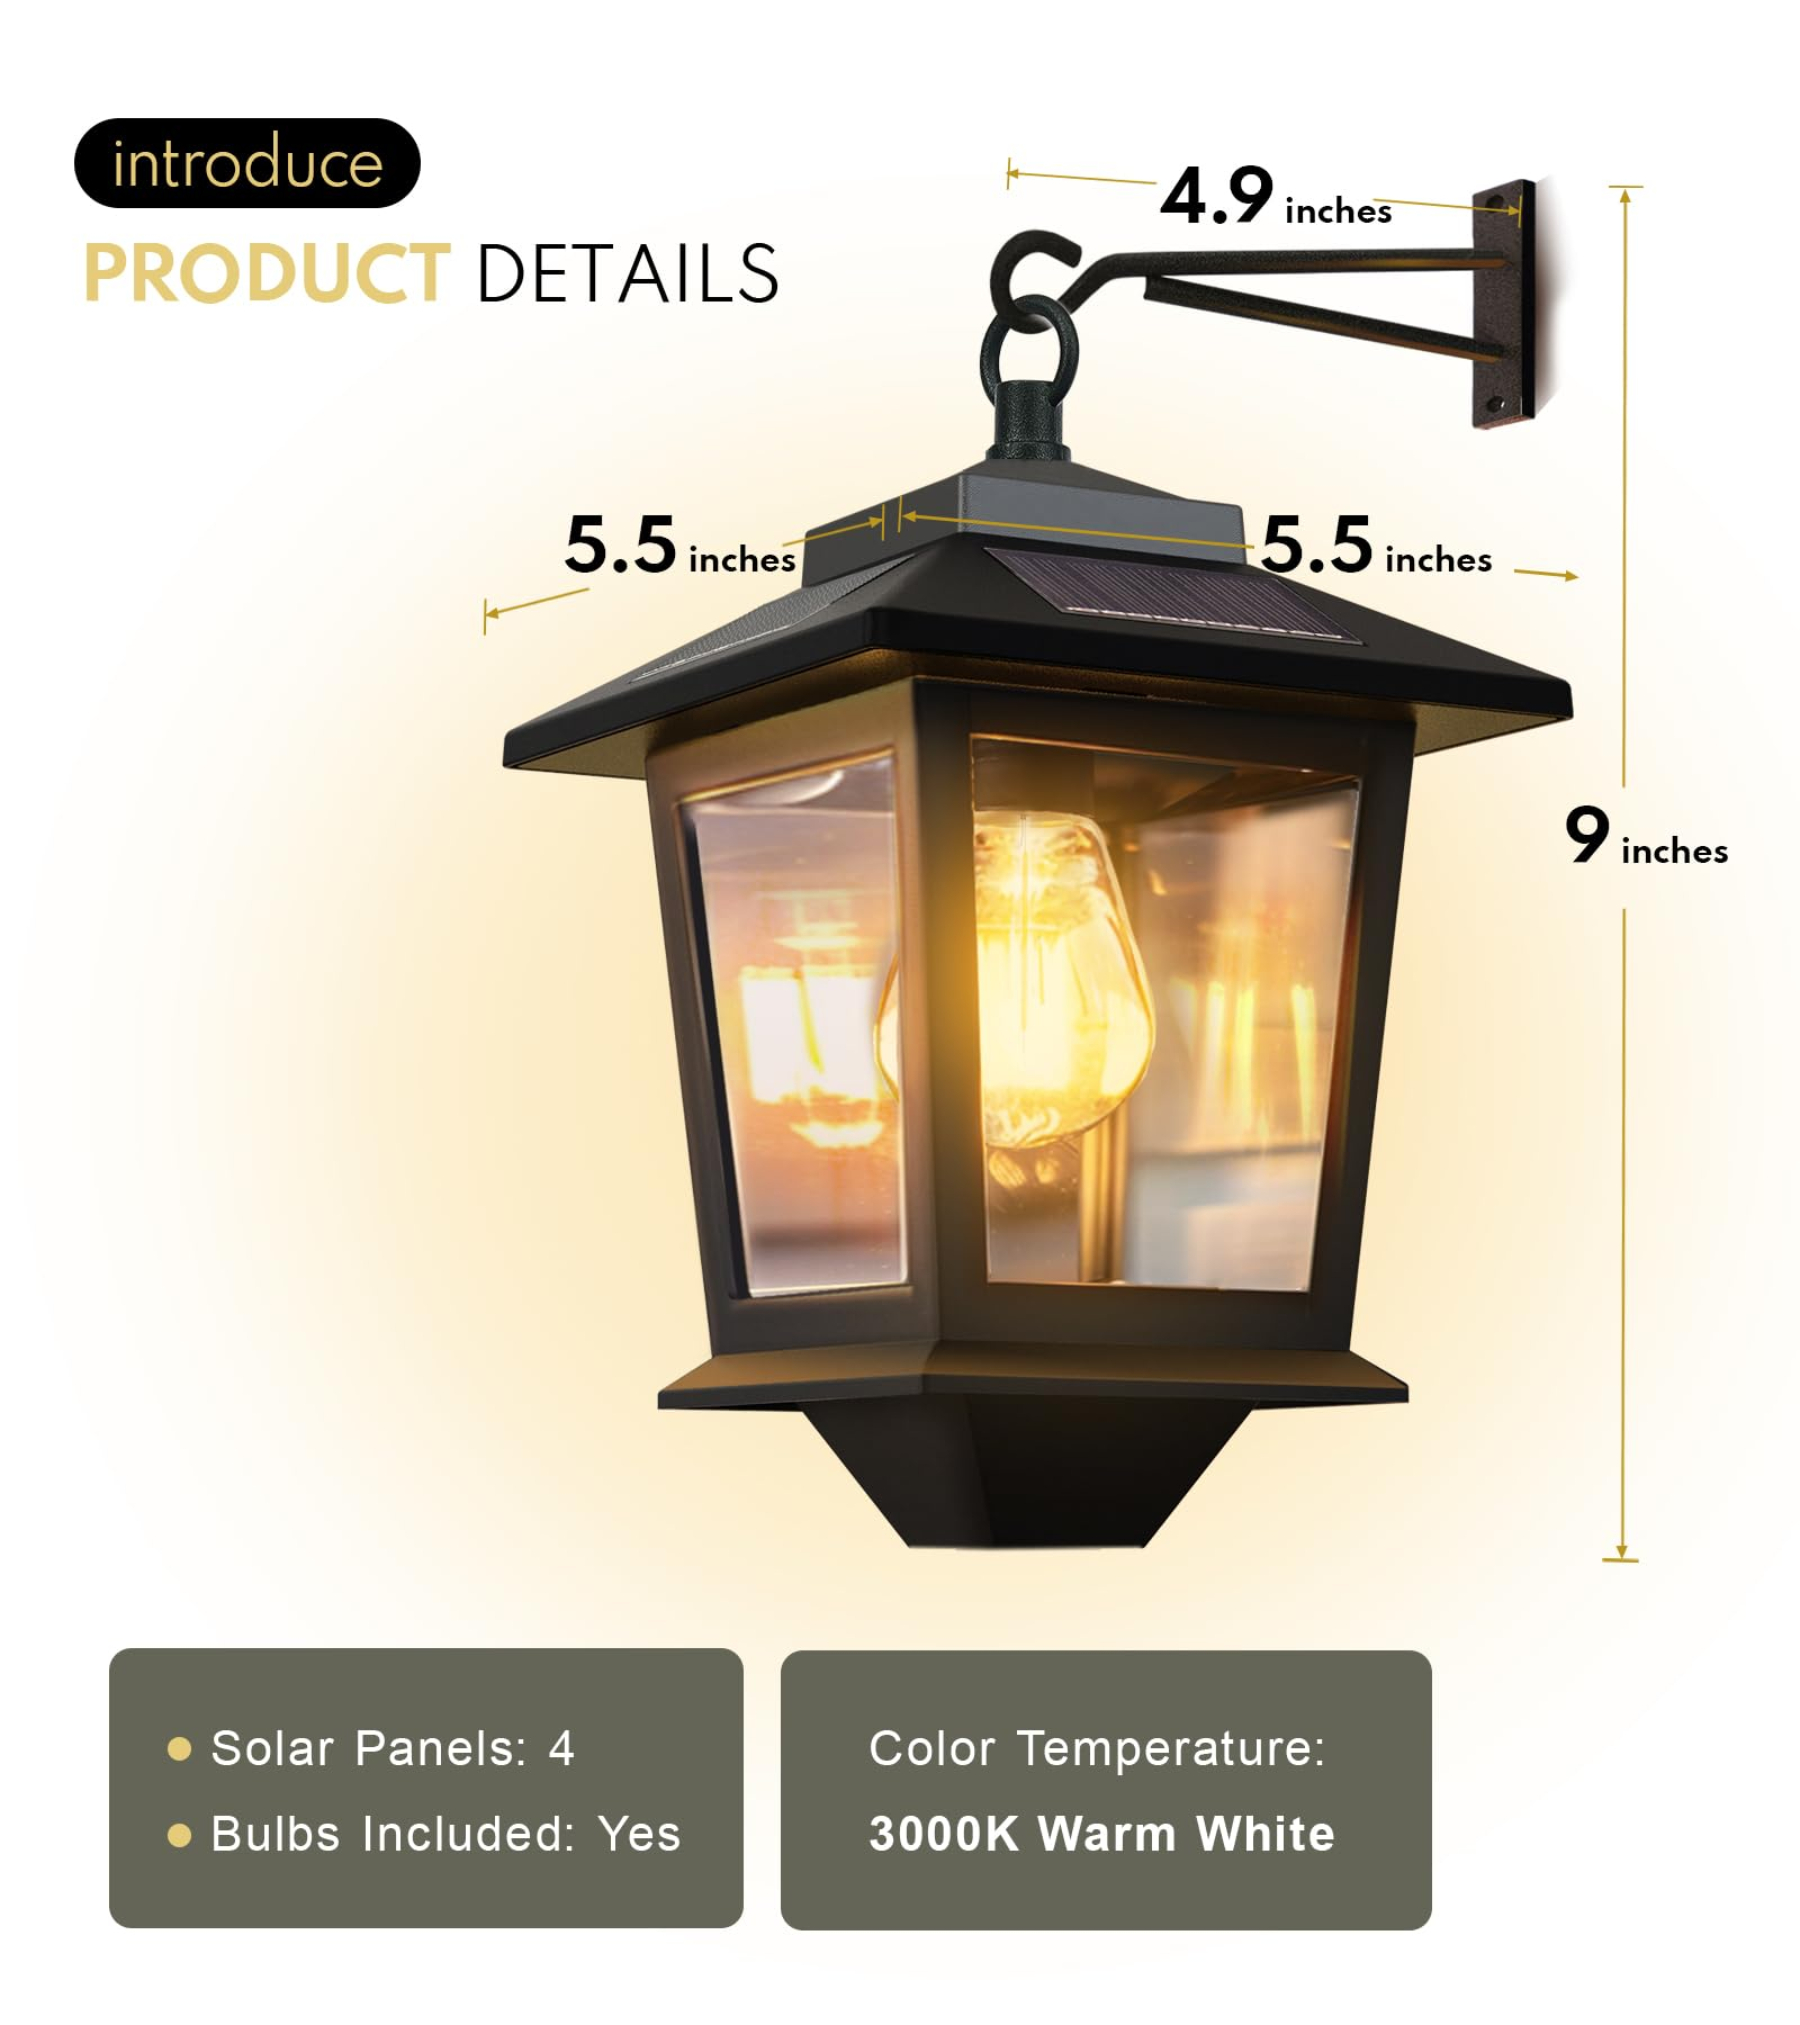 introduce
PRODUCT DETAILS
4.9 inches
5.5 inches
5.5 inches
9 inches
Solar Panels: 4
Bulbs Included: Yes
Color Temperature:
3000K Warm White